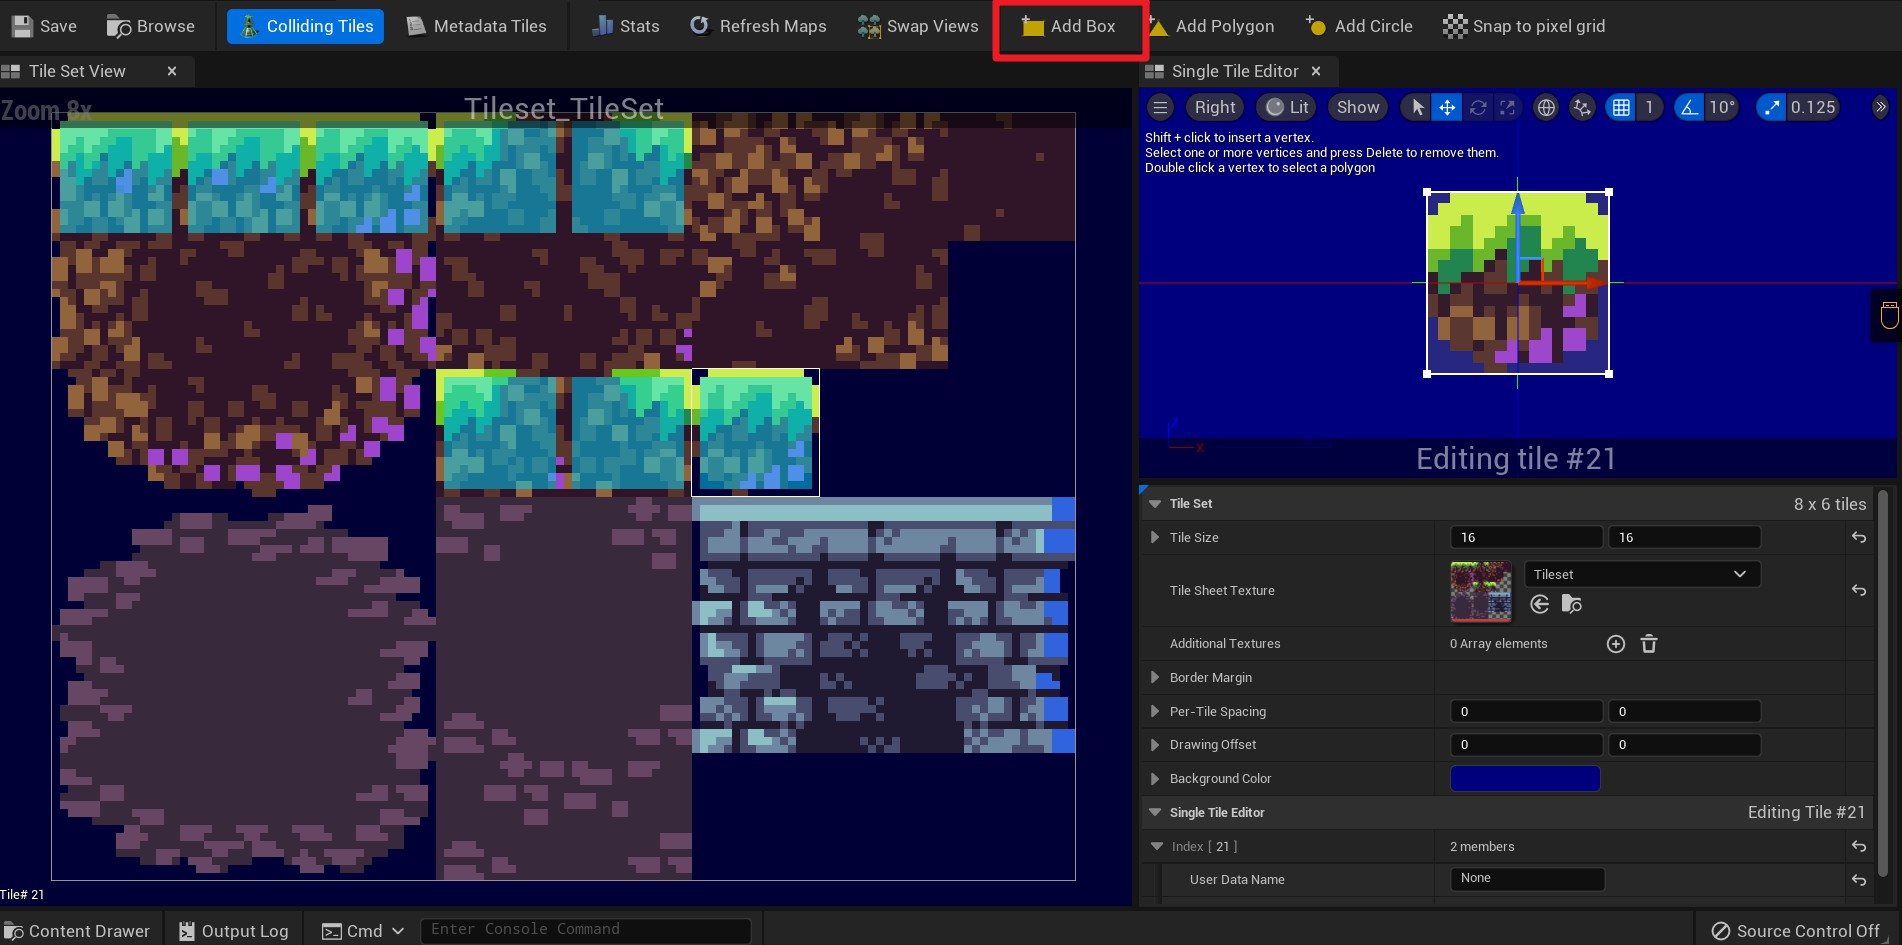 Save
Browse
Colliding Tiles
Metadata Tiles
Stats
Refresh Maps
Swap Views
Add Box
Add Polygon
Add Circle
Snap to pixel grid
Tile Set View
Zoom 8x
Tileset_TileSet
Tile# 21
Single Tile Editor
Right
Lit
Show
1
10°
0.125
Shift + click to insert a vertex.
Select one or more vertices and press Delete to remove them.
Double click a vertex to select a polygon
Z
X
Editing tile #21
Tile Set
8 x 6 tiles
Tile Size
16
16
Tile Sheet Texture
Tileset
Additional Textures
0 Array elements
Border Margin
Per-Tile Spacing
0
0
Drawing Offset
0
0
Background Color
Single Tile Editor
Editing Tile #21
Index [ 21 ]
2 members
User Data Name
None
Content Drawer
Output Log
Cmd
Enter Console Command
Source Control Off